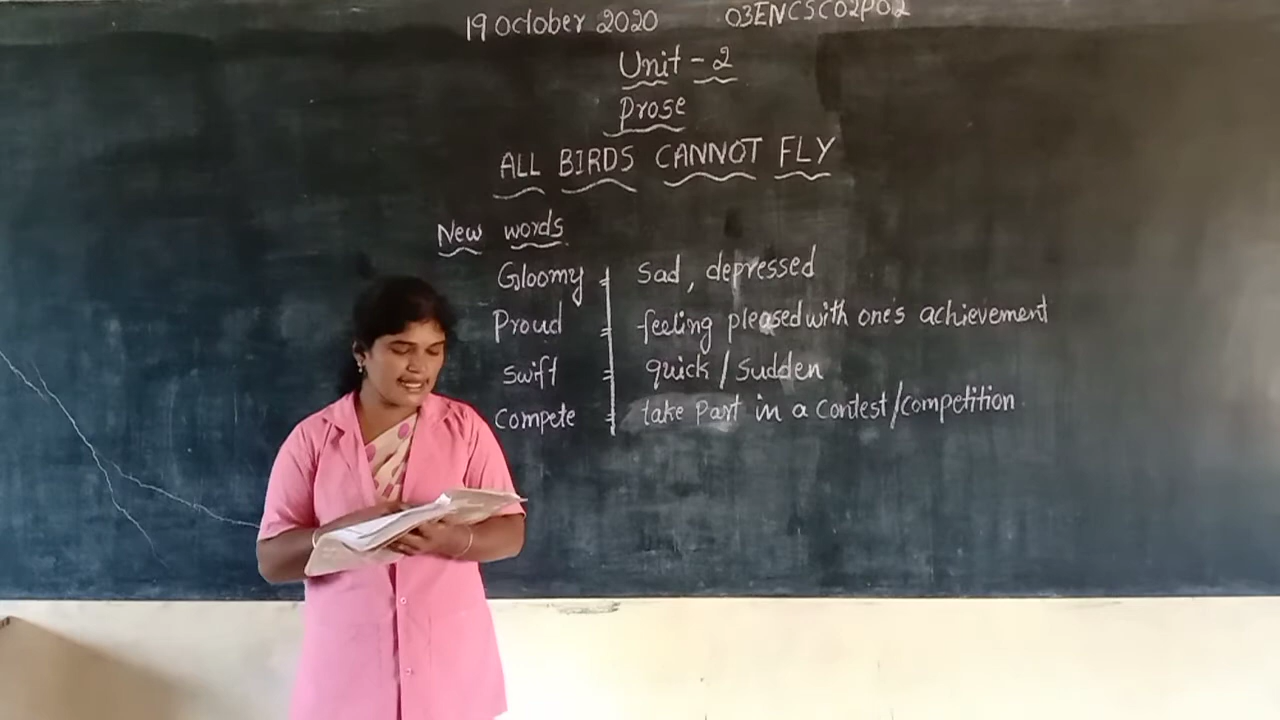 19 October 2020 03ENCSC02P02
Unit - 2
Prose
ALL BIRDS CANNOT FLY
New words
Gloomy = Sad, depressed
Proud = feeling pleased with one's achievement
Swift = quick / Sudden
Compete = take Part in a Contest/competition